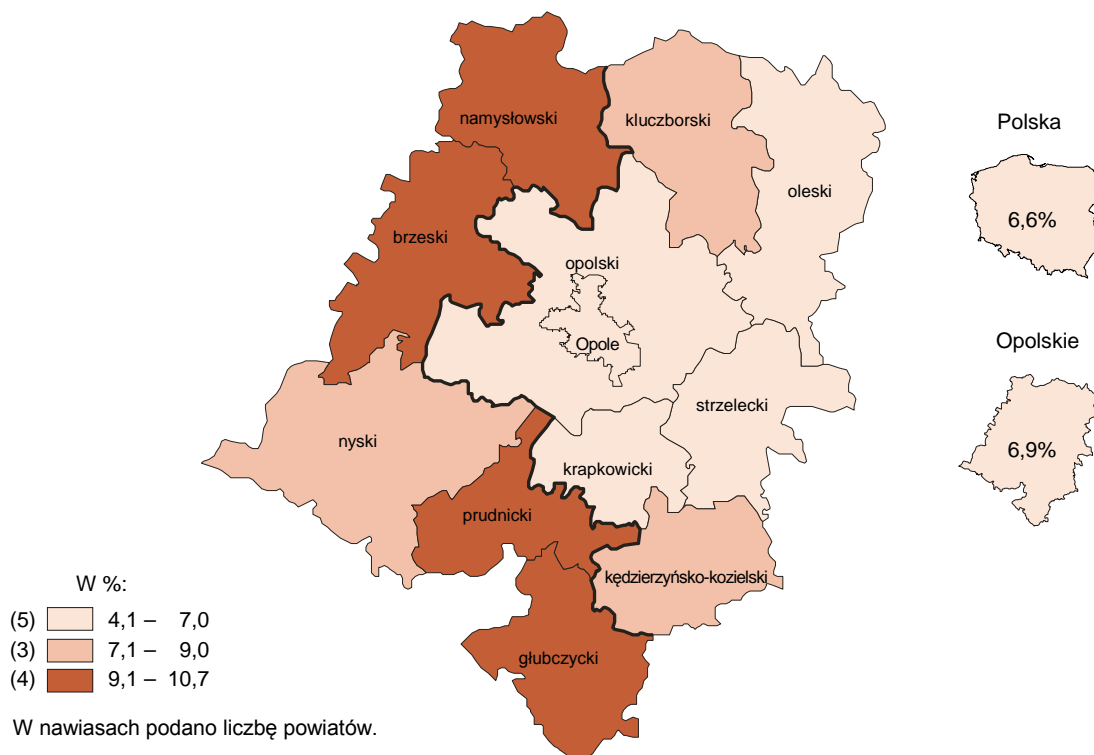 namysłowski
kluczborski
oleski
brzeski
opolski
Opole
strzelecki
nyski
krapkowicki
prudnicki
kędzierzyńsko-kozielski
głubczycki
Polska
6,6%
Opolskie
6,9%
W %:
(5) 4,1 – 7,0
(3) 7,1 – 9,0
(4) 9,1 – 10,7
W nawiasach podano liczbę powiatów.